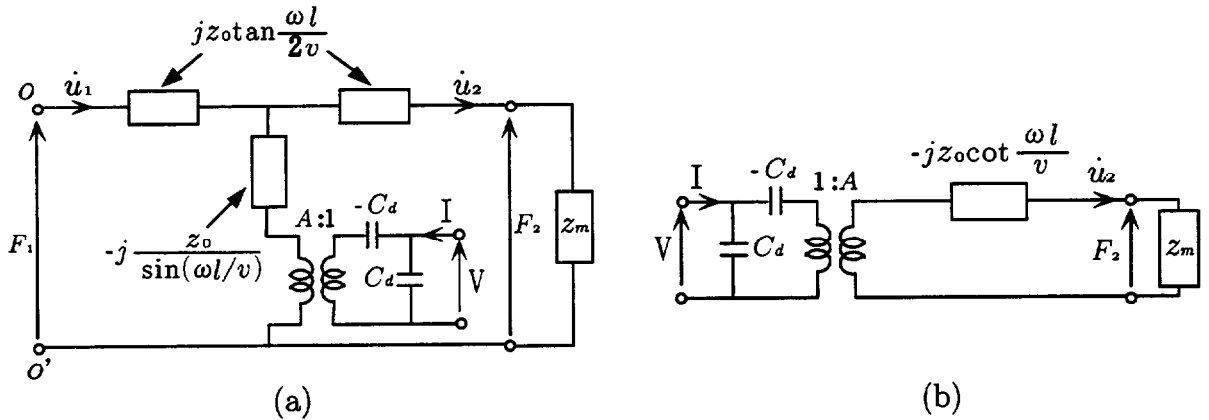 jz₀tan ωl/2v
O u̇₁ u̇₂
F₁
-j z₀/sin(ωl/v)
A:1 -C_d I
C_d V
F₂ z_m
O'
(a)
-jz₀cot ωl/v
I -C_d 1:A u̇₂
V C_d F₂ z_m
(b)